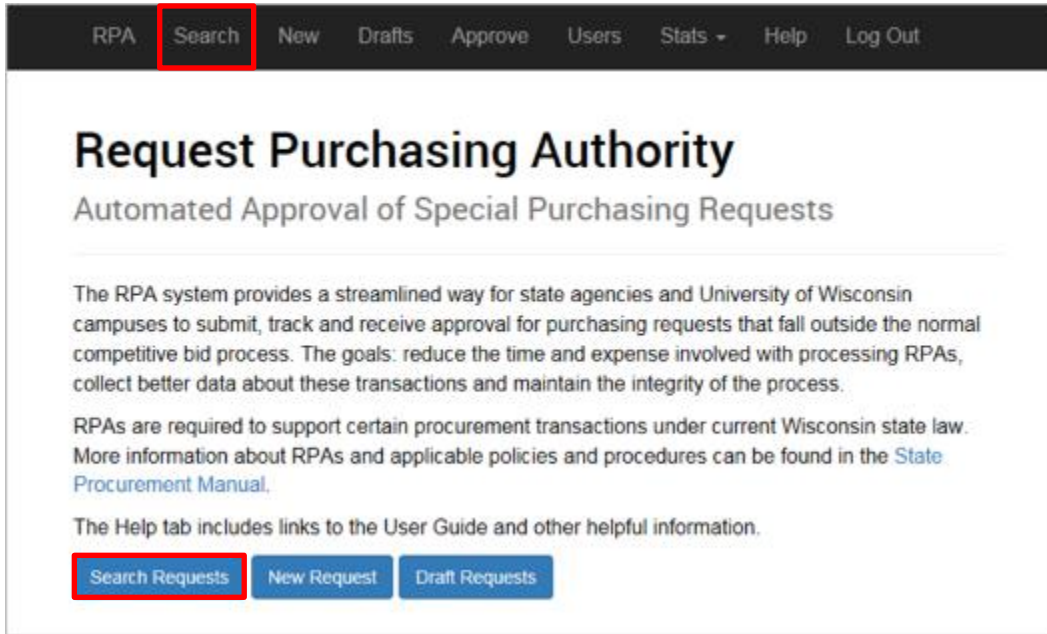 RPA Search New Drafts Approve Users Stats Help Log Out
Request Purchasing Authority
Automated Approval of Special Purchasing Requests
The RPA system provides a streamlined way for state agencies and University of Wisconsin
campuses to submit, track and receive approval for purchasing requests that fall outside the normal
competitive bid process. The goals: reduce the time and expense involved with processing RPAs,
collect better data about these transactions and maintain the integrity of the process.
RPAs are required to support certain procurement transactions under current Wisconsin state law.
More information about RPAs and applicable policies and procedures can be found in the State
Procurement Manual.
The Help tab includes links to the User Guide and other helpful information.
Search Requests New Request Draft Requests